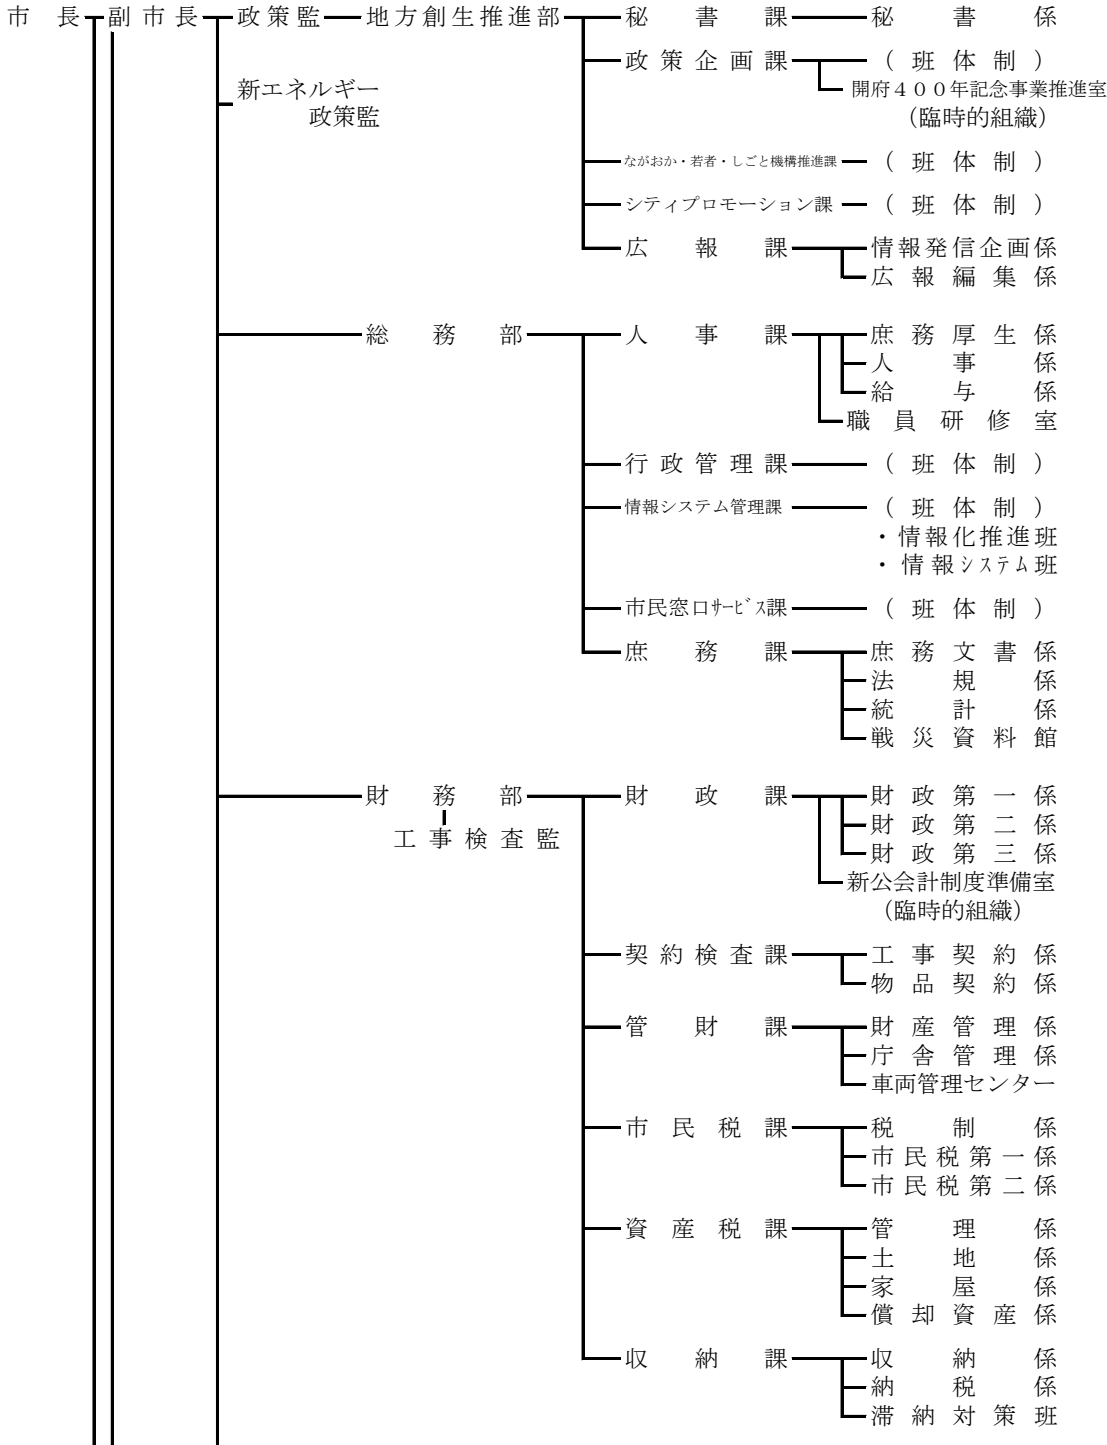 市長 副市長 政策監 地方創生推進部 秘書課 秘書係
政策企画課 (班体制)
新エネルギー政策監
開府400年記念事業推進室
(臨時的組織)
ながおか・若者・しごと機構推進課 (班体制)
シティプロモーション課 (班体制)
広報課 情報発信企画係
広報編集係
総務部 人事課 庶務厚生係
人事係
給与係
職員研修室
行政管理課 (班体制)
情報システム管理課 (班体制)
・情報化推進班
・情報ｼｽﾃﾑ班
市民窓口ｻｰﾋﾞｽ課 (班体制)
庶務課 庶務文書係
法規係
統計係
戦災資料館
財務部 財政課 財政第一係
工事検査監 財政第二係
財政第三係
新公会計制度準備室
(臨時的組織)
契約検査課 工事契約係
物品契約係
管財課 財産管理係
庁舎管理係
車両管理センター
市民税課 税制係
市民税第一係
市民税第二係
資産税課 管理係
土地係
家屋係
償却資産係
収納課 収納係
納税係
滞納対策班